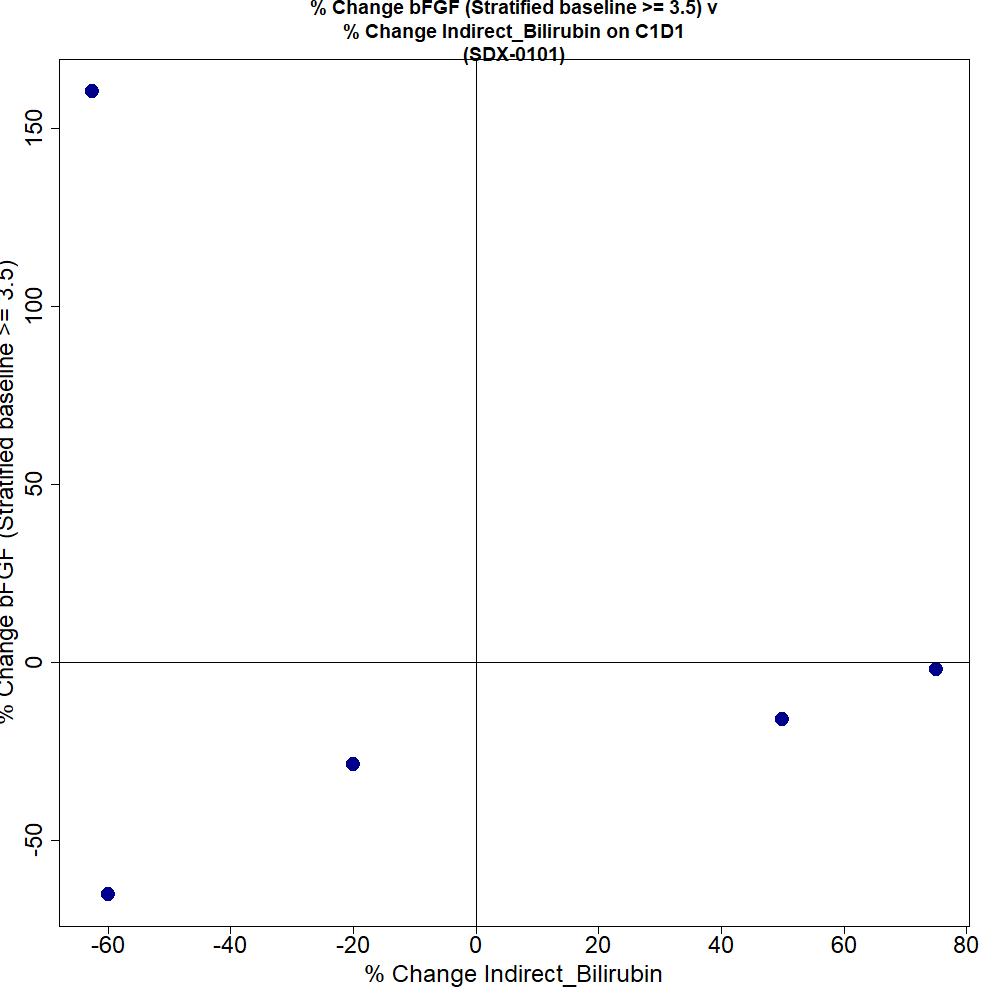 % Change bFGF (Stratified baseline >= 3.5) v
% Change Indirect_Bilirubin on C1D1
(SDX-0101)
% Change bFGF (Stratified baseline >= 3.5)
150
100
50
0
-50
-60
-40
-20
0
20
40
60
80
% Change Indirect_Bilirubin